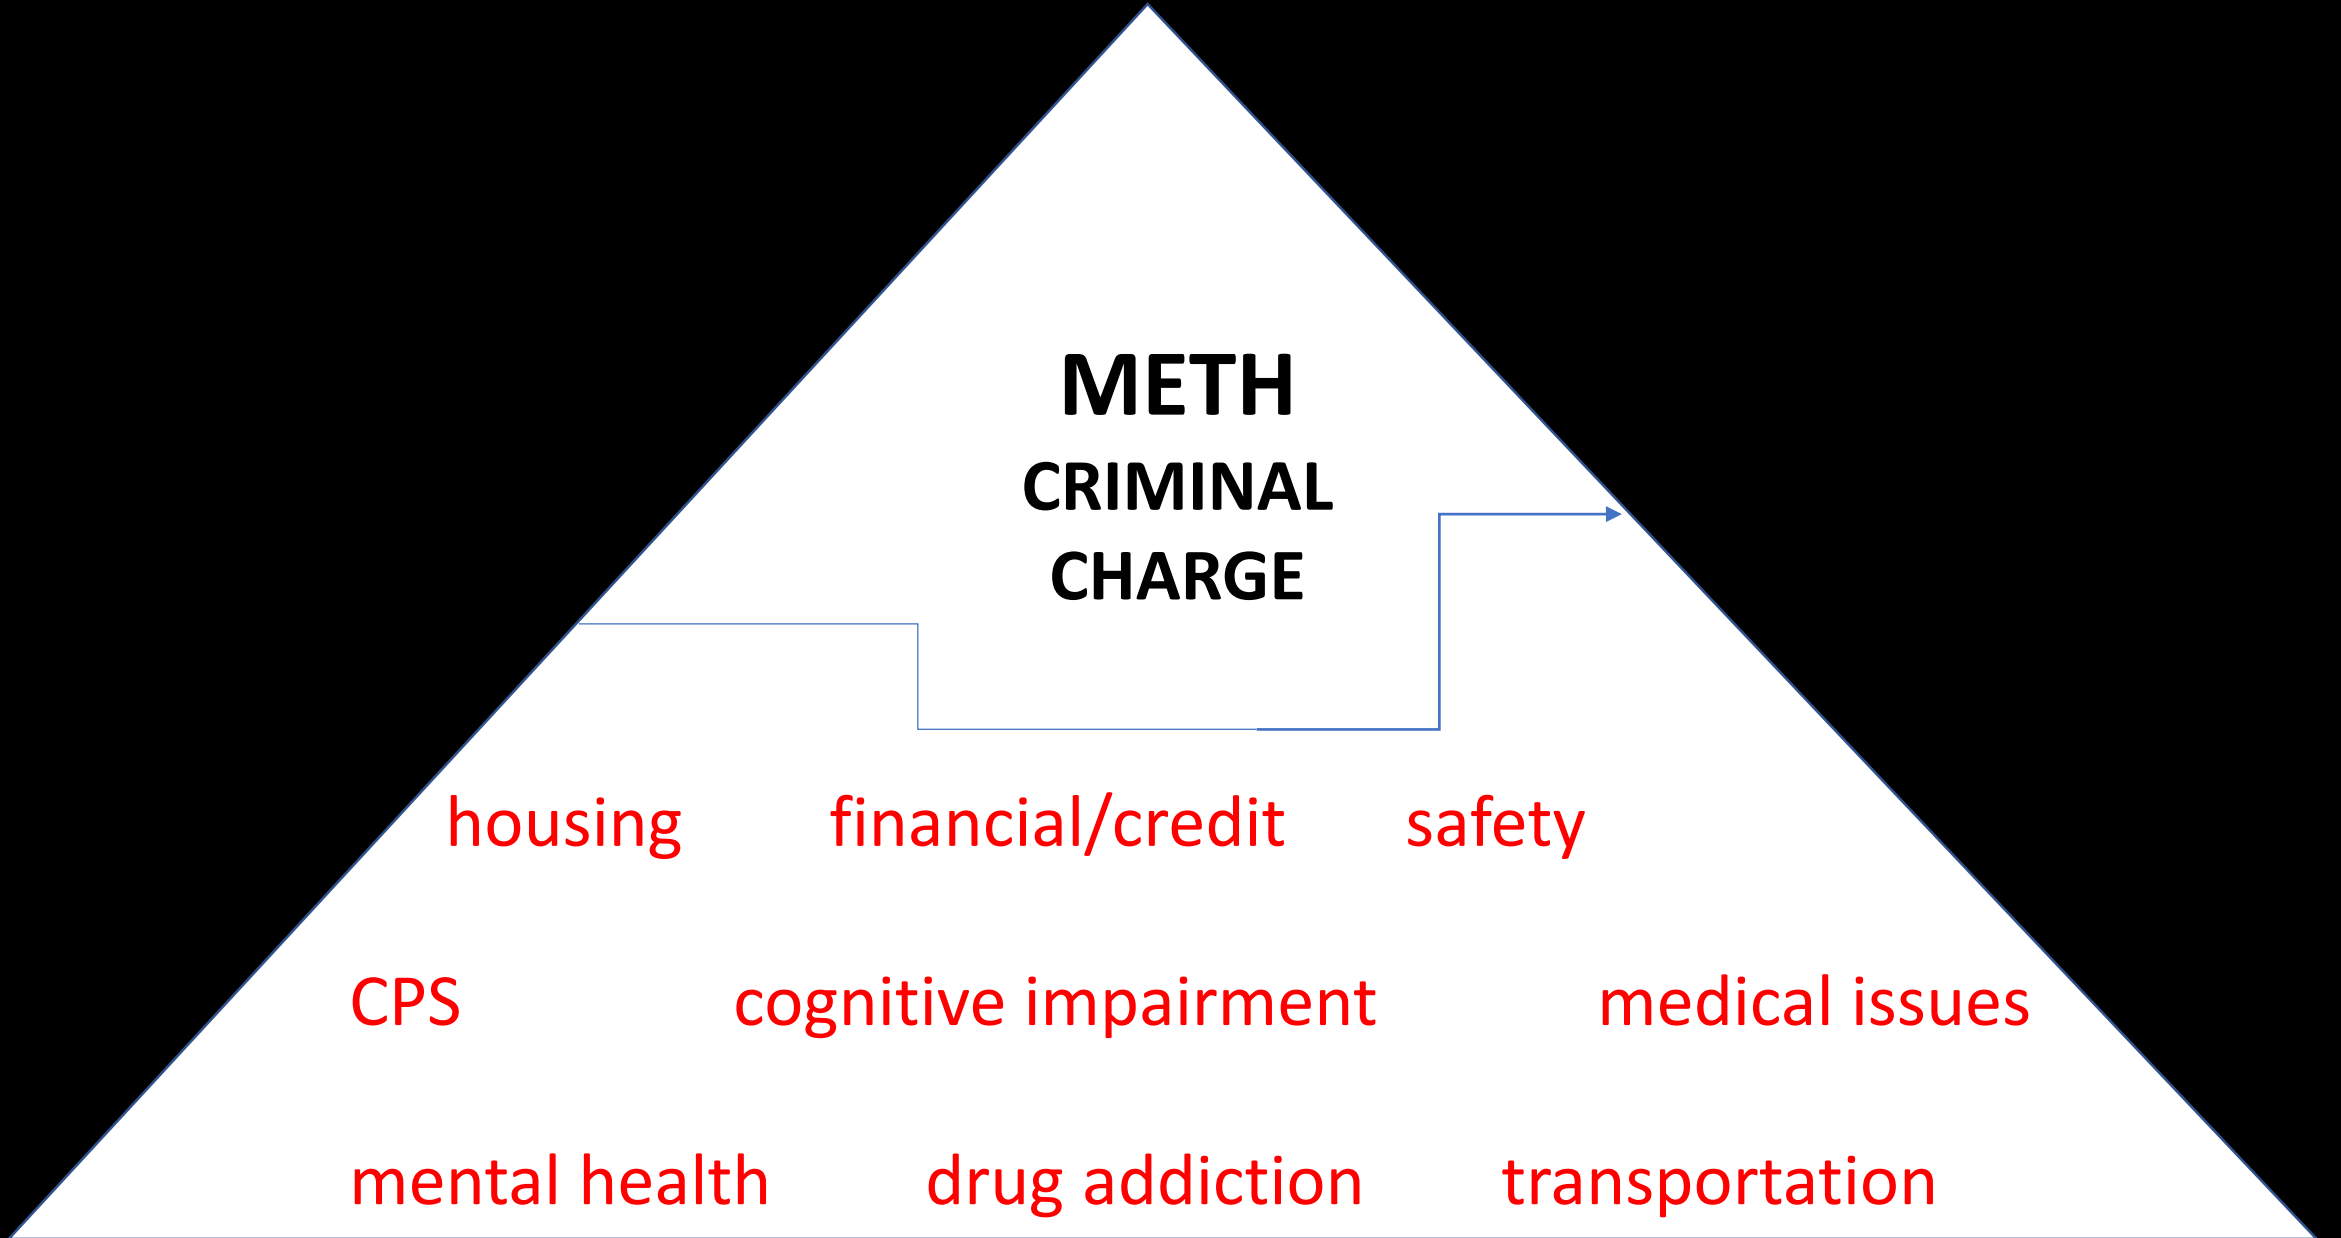 METH
CRIMINAL
CHARGE
housing financial/credit safety
CPS cognitive impairment medical issues
mental health drug addiction transportation